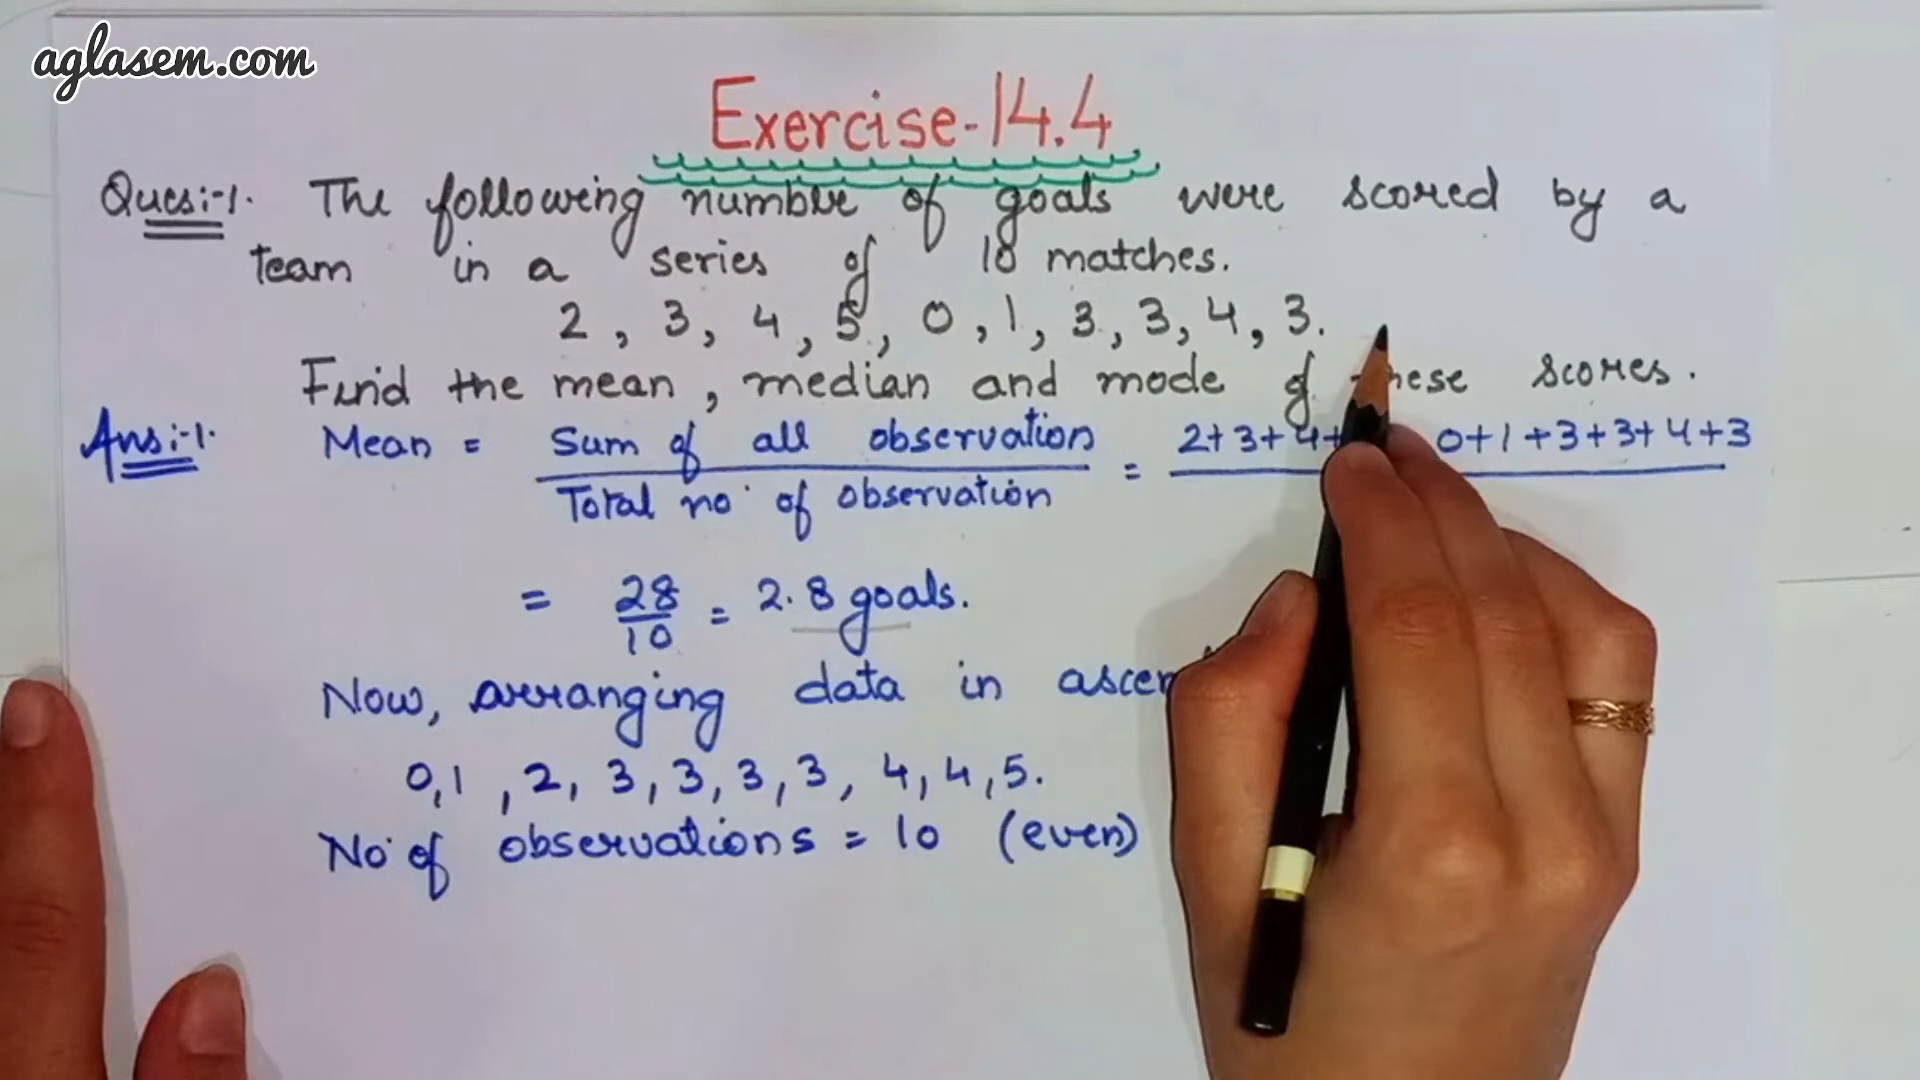 aglasem.com
Exercise-14.4
Ques:-1. The following number of goals were scored by a
team in a series of 10 matches.
2, 3, 4, 5, 0, 1, 3, 3, 4, 3.
Find the mean, median and mode of these scores.
Ans:-1. Mean = Sum of all observation / Total no. of observation = 2+3+4+ 0+1+3+3+4+3
= 28/10 = 2.8 goals.
Now, arranging data in
0, 1, 2, 3, 3, 3, 3, 4, 4, 5.
No. of observations = 10 (even)